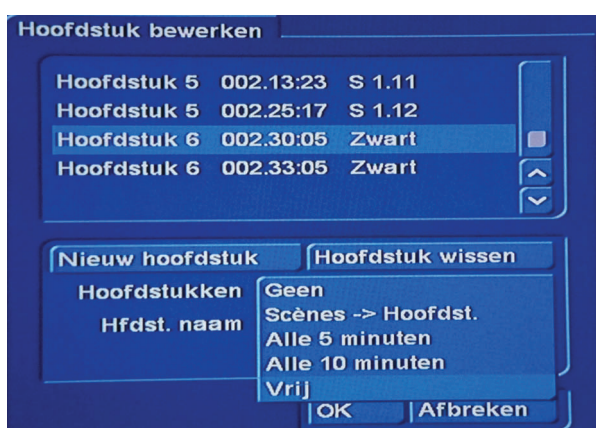 Hoofdstuk bewerken
Hoofdstuk 5 002.13:23 S 1.11
Hoofdstuk 5 002.25:17 S 1.12
Hoofdstuk 6 002.30:05 Zwart
Hoofdstuk 6 002.33:05 Zwart
Nieuw hoofdstuk Hoofdstuk wissen
Hoofdstukken Geen
Scènes -> Hoofdst.
Hfdst. naam
Alle 5 minuten
Alle 10 minuten
Vrij
OK Afbreken